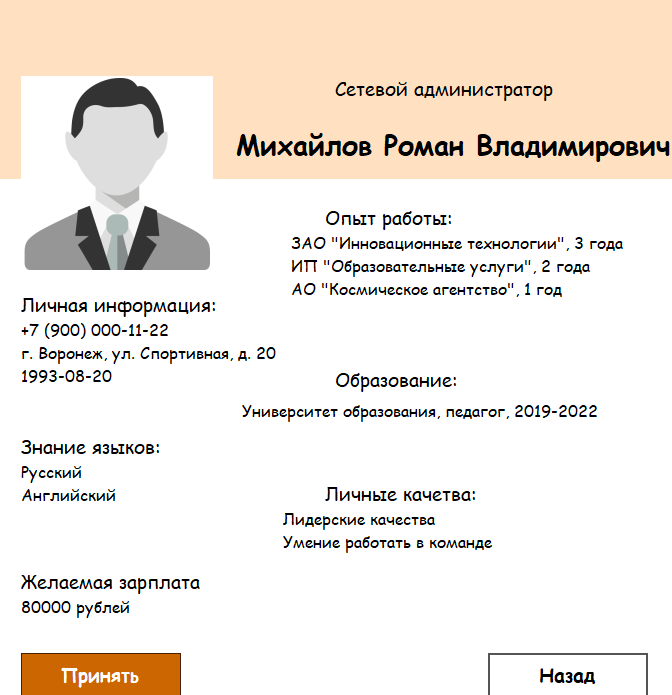 Сетевой администратор
Михайлов Роман Владимирович
Опыт работы:
ЗАО "Инновационные технологии", 3 года
ИП "Образовательные услуги", 2 года
АО "Космическое агентство", 1 год
Личная информация:
+7 (900) 000-11-22
г. Воронеж, ул. Спортивная, д. 20
1993-08-20
Образование:
Университет образования, педагог, 2019-2022
Знание языков:
Русский
Английский
Личные качетва:
Лидерские качества
Умение работать в команде
Желаемая зарплата
80000 рублей
Принять
Назад